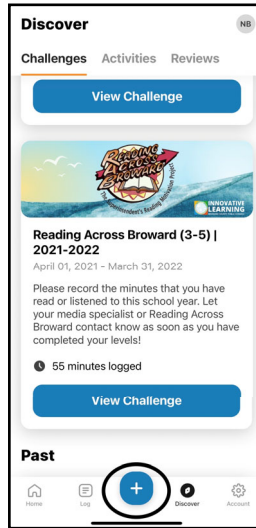 Discover
NB
Challenges Activities Reviews
View Challenge
READING
ACROSS
BROWARD
The Superintendent's Reading Motivation Project
INNOVATIVE
LEARNING
Reading Across Broward (3-5) |
2021-2022
April 01, 2021 - March 31, 2022
Please record the minutes that you have
read or listened to this school year. Let
your media specialist or Reading Across
Broward contact know as soon as you have
completed your levels!
55 minutes logged
View Challenge
Past
+
Home Log Discover Account